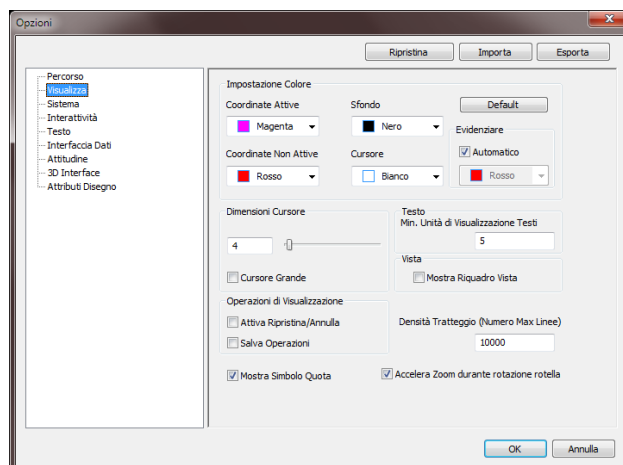 Opzioni
Ripristina
Importa
Esporta
Percorso
Visualizza
Sistema
Interattività
Testo
Interfaccia Dati
Attitudine
3D Interface
Attributi Disegno
Impostazione Colore
Coordinate Attive
Sfondo
Default
Magenta
Nero
Evidenziare
Coordinate Non Attive
Cursore
Automatico
Rosso
Bianco
Rosso
Dimensioni Cursore
Testo
Min. Unità di Visualizzazione Testi
4
5
Vista
Cursore Grande
Mostra Riquadro Vista
Operazioni di Visualizzazione
Attiva Ripristina/Annulla
Densità Tratteggio (Numero Max Linee)
Salva Operazioni
10000
Mostra Simbolo Quota
Accelera Zoom durante rotazione rotella
OK
Annulla